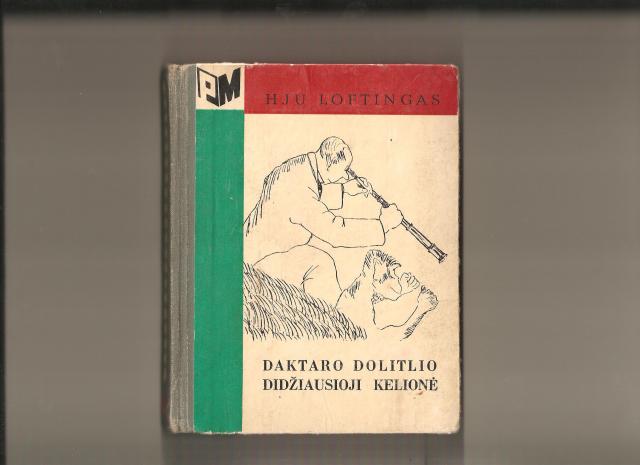 PM
HJU LOFTINGAS
DAKTARO DOLITLIO
DIDŽIAUSIOJI KELIONĖ